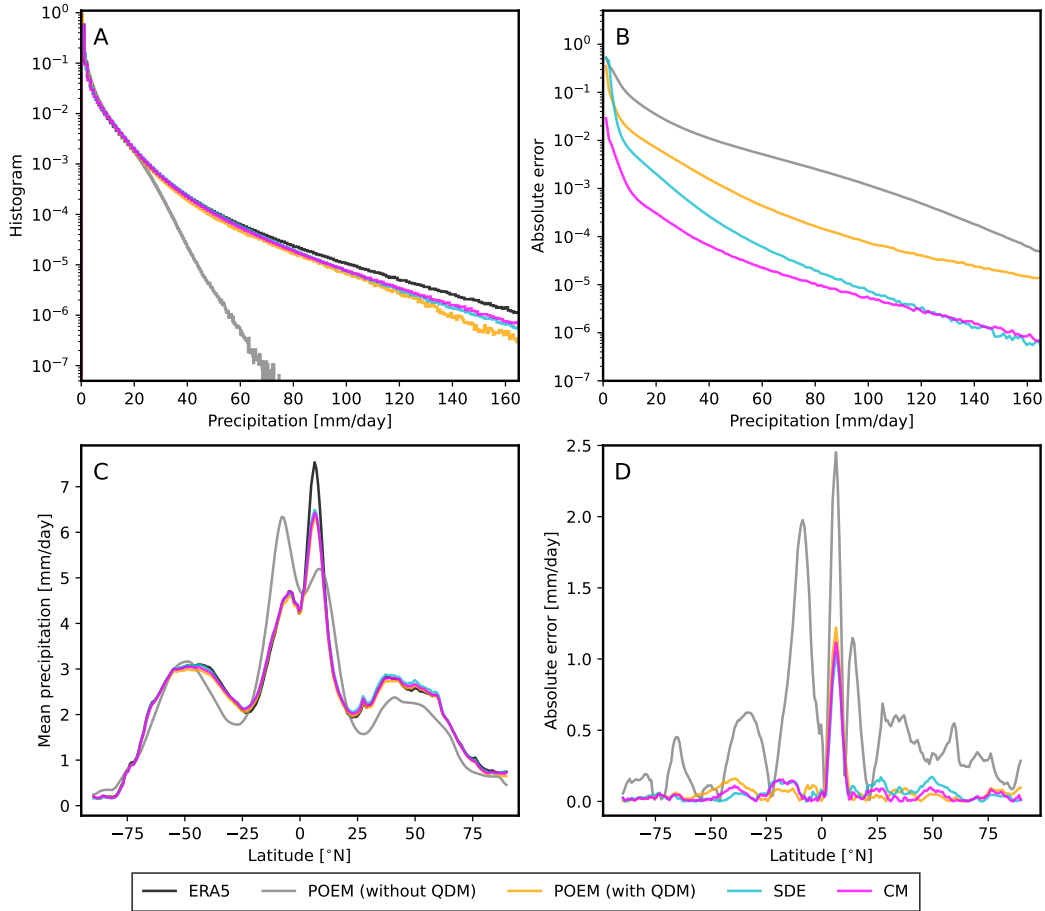 A
10^0
10^-1
10^-2
10^-3
10^-4
10^-5
10^-6
10^-7
Histogram
0 20 40 60 80 100 120 140 160
Precipitation [mm/day]
B
10^0
10^-1
10^-2
10^-3
10^-4
10^-5
10^-6
10^-7
Absolute error
0 20 40 60 80 100 120 140 160
Precipitation [mm/day]
C
7
6
5
4
3
2
1
0
Mean precipitation [mm/day]
−75 −50 −25 0 25 50 75
Latitude [°N]
D
2.5
2.0
1.5
1.0
0.5
0.0
Absolute error [mm/day]
−75 −50 −25 0 25 50 75
Latitude [°N]
ERA5 POEM (without QDM) POEM (with QDM) SDE CM